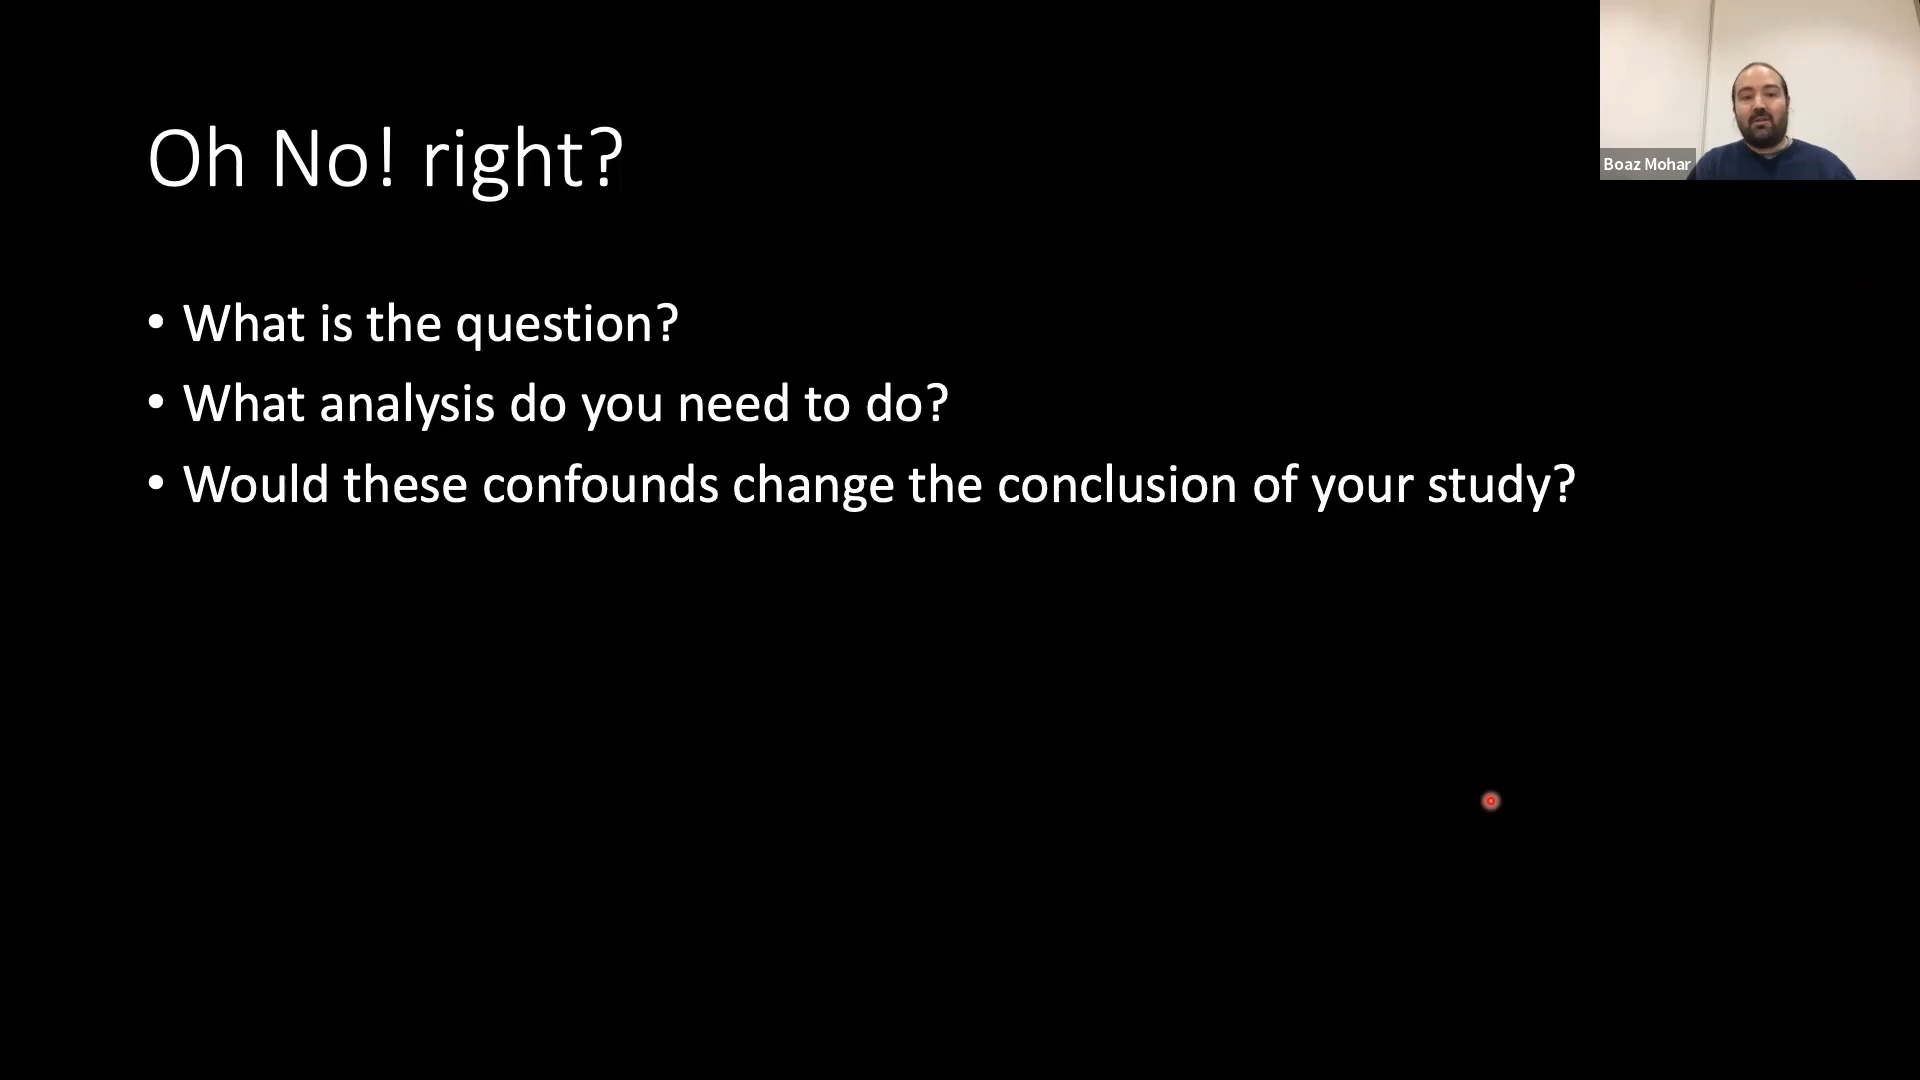 Oh No! right?
• What is the question?
• What analysis do you need to do?
• Would these confounds change the conclusion of your study?
Boaz Mohar